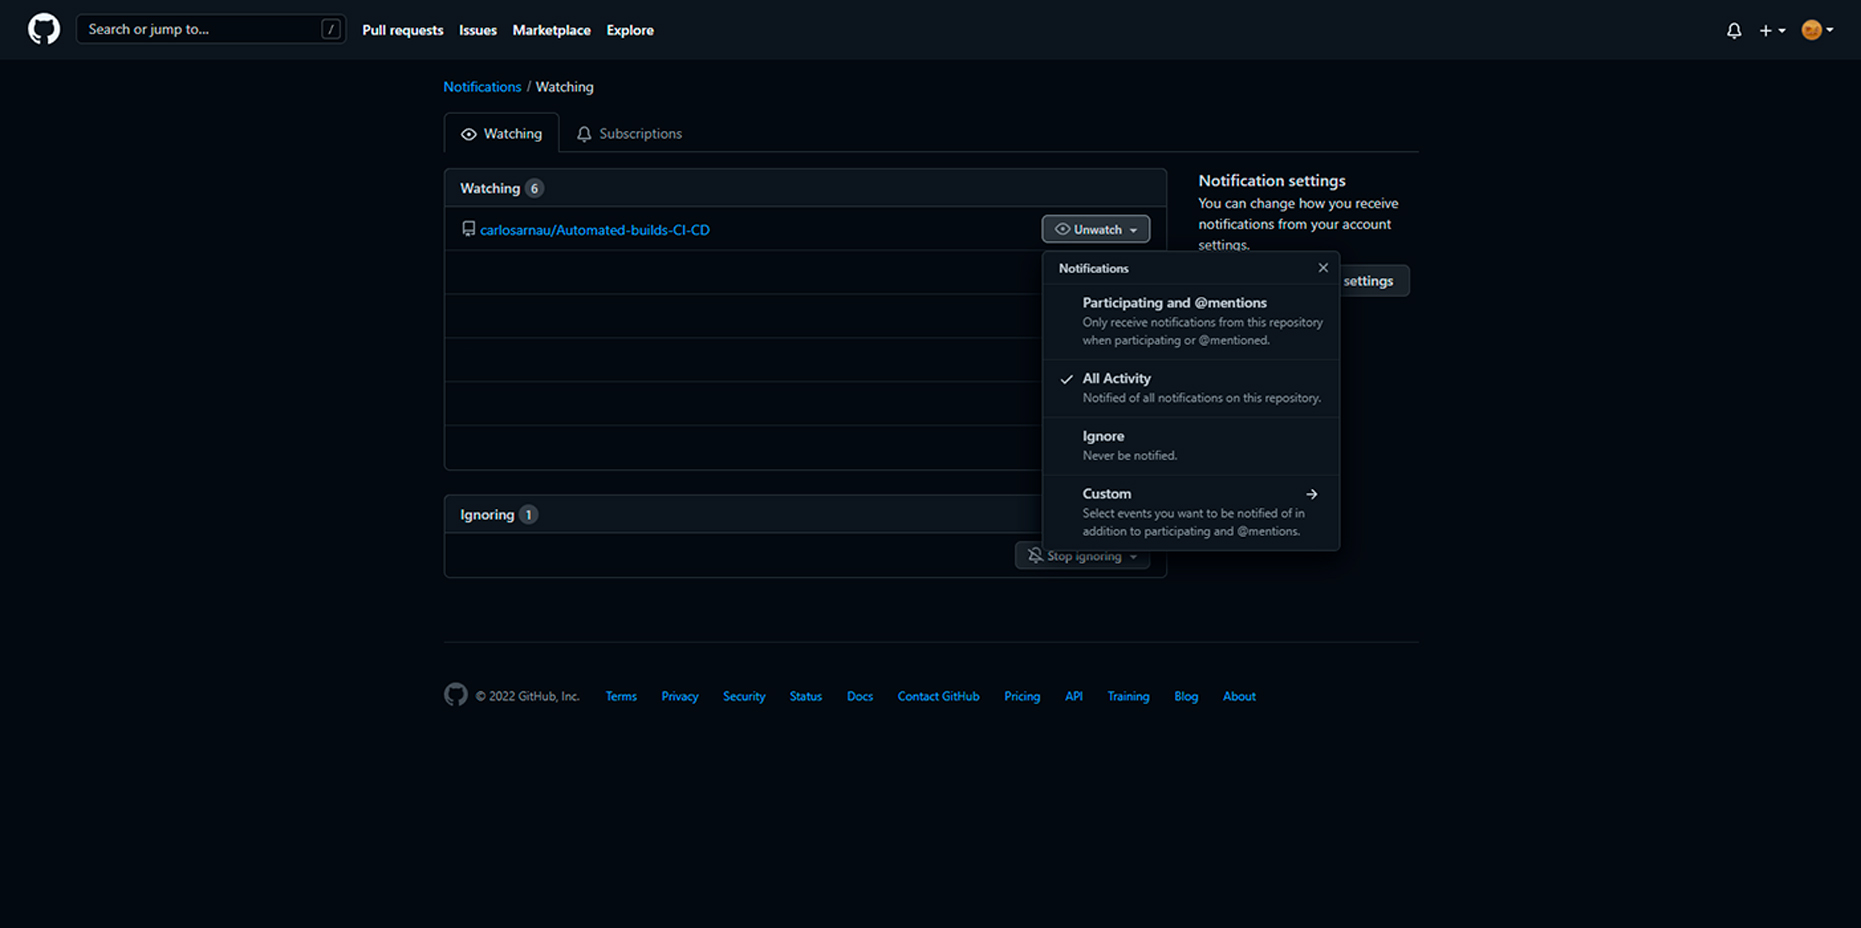 Search or jump to... /
Pull requests
Issues
Marketplace
Explore
Notifications / Watching
Watching
Subscriptions
Watching 6
carlosarnau/Automated-builds-CI-CD
Unwatch
Notification settings
You can change how you receive
notifications from your account
settings.
settings
Notifications
Participating and @mentions
Only receive notifications from this repository
when participating or @mentioned.
All Activity
Notified of all notifications on this repository.
Ignore
Never be notified.
Custom
Select events you want to be notified of in
addition to participating and @mentions.
Ignoring 1
Stop ignoring
© 2022 GitHub, Inc.
Terms
Privacy
Security
Status
Docs
Contact GitHub
Pricing
API
Training
Blog
About